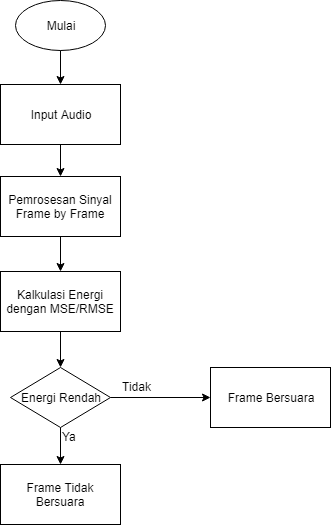 Mulai
Input Audio
Pemrosesan Sinyal
Frame by Frame
Kalkulasi Energi
dengan MSE/RMSE
Energi Rendah
Tidak
Frame Bersuara
Ya
Frame Tidak
Bersuara